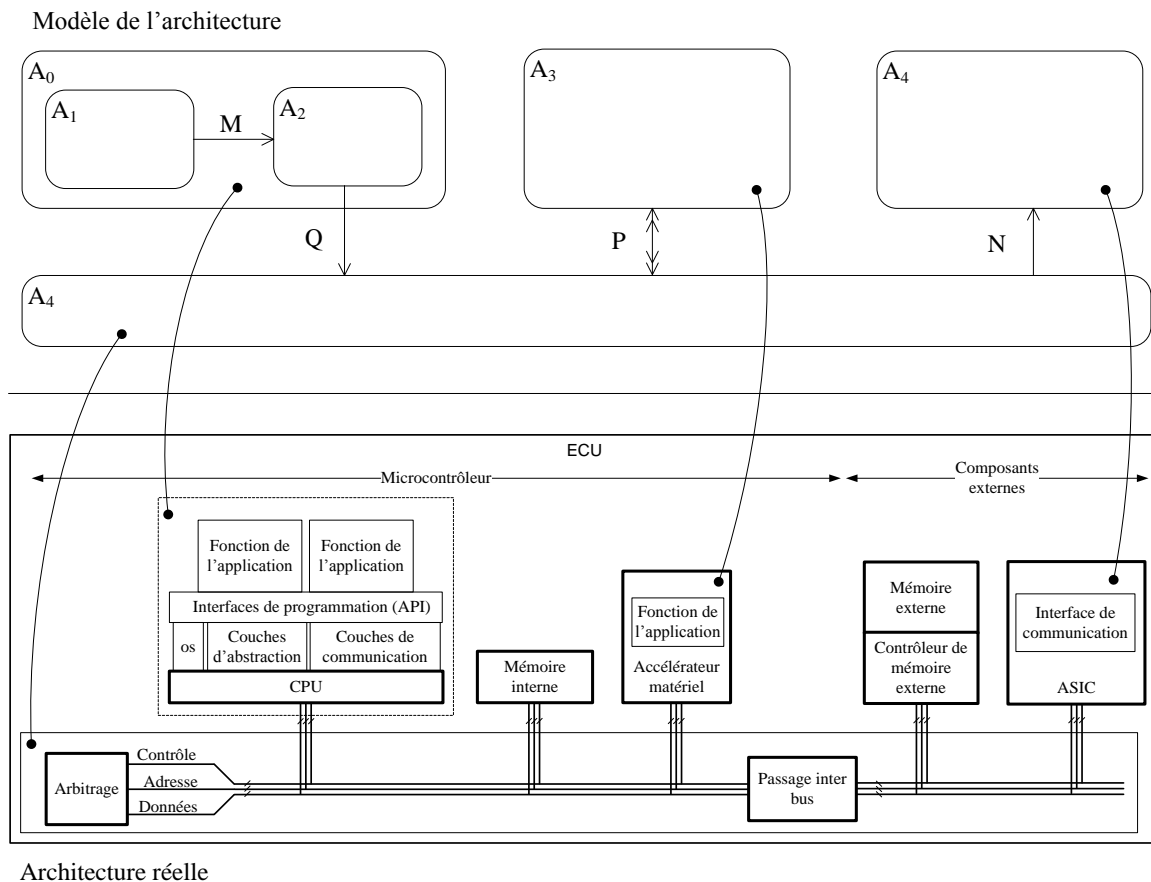 Modèle de l’architecture
A0
A1
M
A2
A3
A4
Q
P
N
A4
ECU
Microcontrôleur
Composants
externes
Fonction de
l’application
Fonction de
l’application
Interfaces de programmation (API)
os
Couches
d’abstraction
Couches de
communication
CPU
Mémoire
interne
Fonction de
l’application
Accélérateur
matériel
Mémoire
externe
Contrôleur de
mémoire
externe
Interface de
communication
ASIC
Arbitrage
Contrôle
Adresse
Données
Passage inter
bus
Architecture réelle